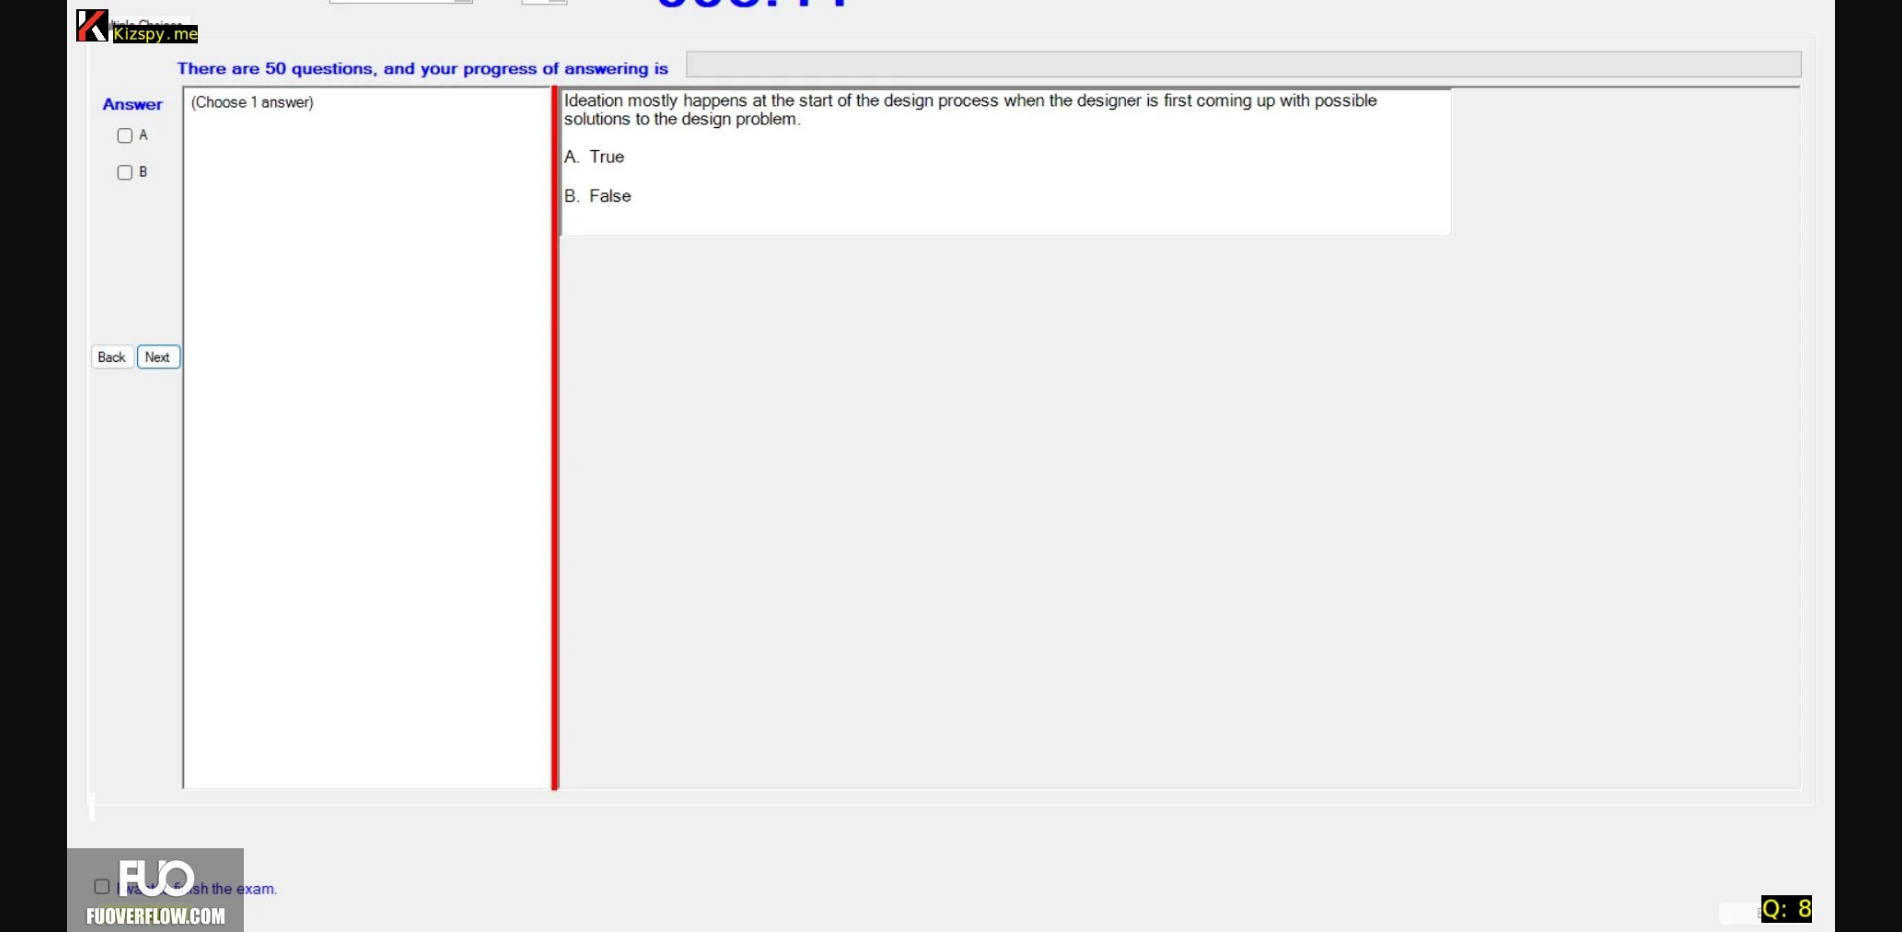 Kizspy.me
There are 50 questions, and your progress of answering is
Answer
(Choose 1 answer)
A
B
Back
Next
Ideation mostly happens at the start of the design process when the designer is first coming up with possible
solutions to the design problem.
A. True
B. False
I want finish the exam.
FUO
FUOVERFLOW.COM
Q: 8